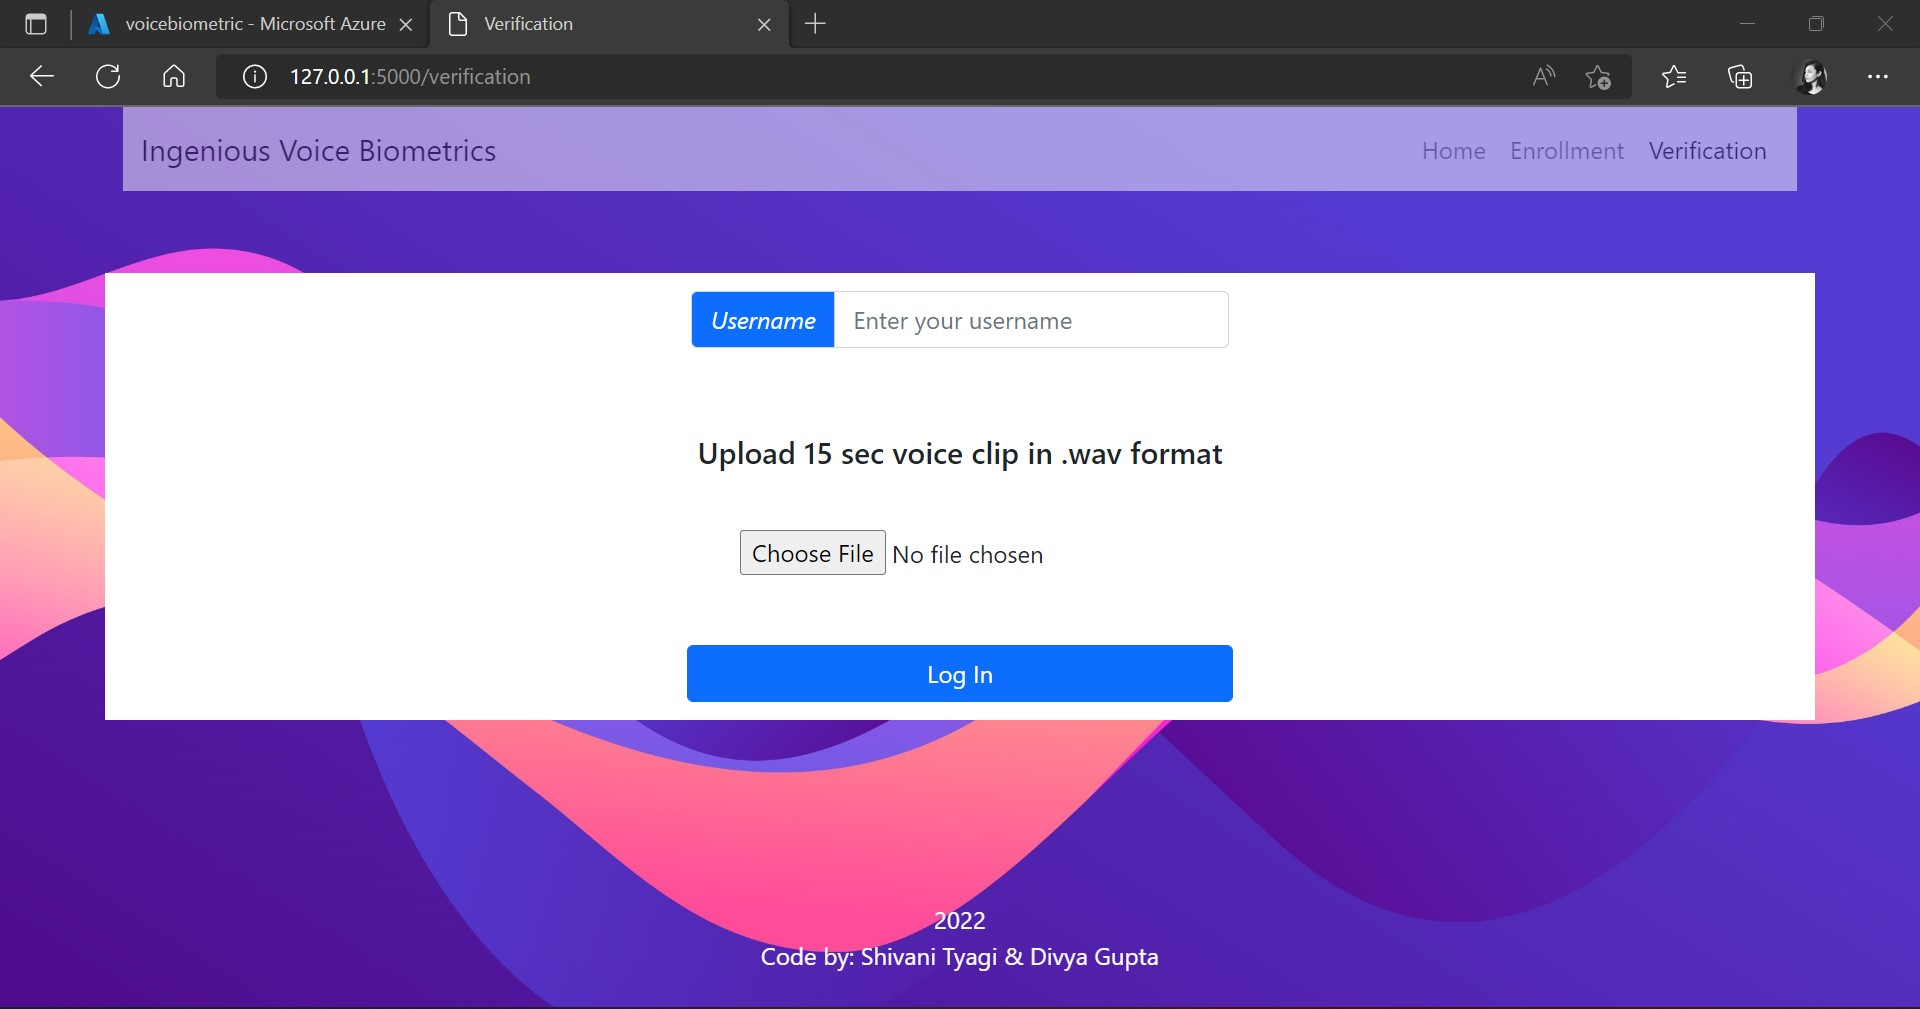 voicebiometric - Microsoft Azure
Verification
127.0.0.1:5000/verification
Ingenious Voice Biometrics
Home Enrollment Verification
Username Enter your username
Upload 15 sec voice clip in .wav format
Choose File No file chosen
Log In
2022
Code by: Shivani Tyagi & Divya Gupta